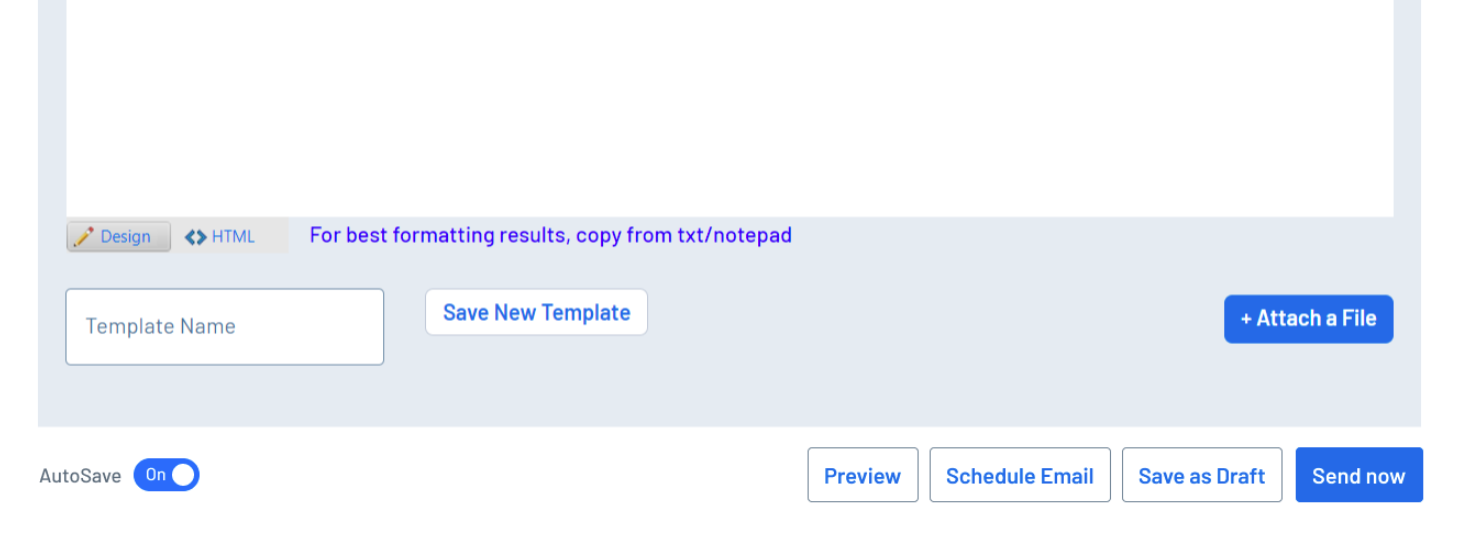 Design HTML For best formatting results, copy from txt/notepad
Template Name Save New Template + Attach a File
AutoSave On Preview Schedule Email Save as Draft Send now